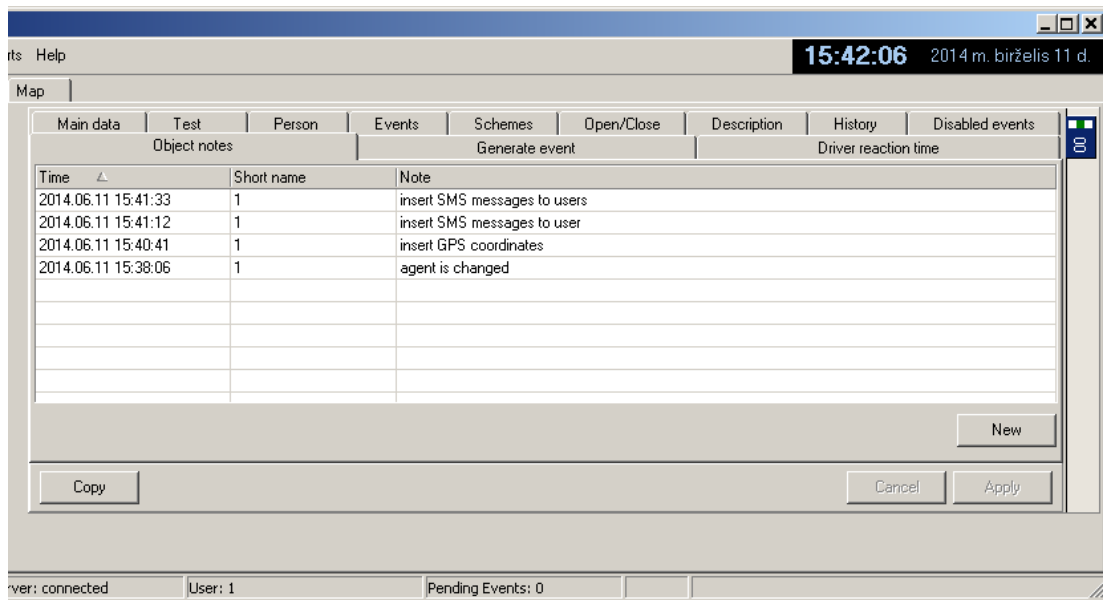 rts Help 15:42:06 2014 m. birželis 11 d.
Map
Main data Test Person Events Schemes Open/Close Description History Disabled events
Object notes Generate event Driver reaction time
Time Short name Note
2014.06.11 15:41:33 1 insert SMS messages to users
2014.06.11 15:41:12 1 insert SMS messages to user
2014.06.11 15:40:41 1 insert GPS coordinates
2014.06.11 15:38:06 1 agent is changed
New
Copy Cancel Apply
rver: connected User: 1 Pending Events: 0